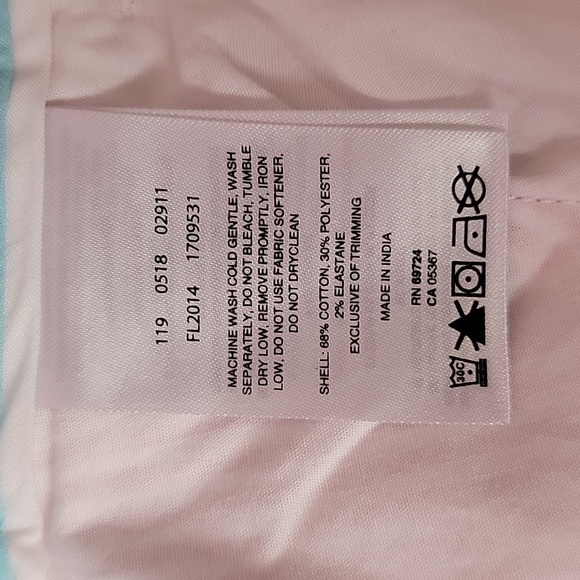 119 0518 02911
FL2014 1709531
MACHINE WASH COLD GENTLE, WASH
SEPARATELY, DO NOT BLEACH, TUMBLE
DRY LOW, REMOVE PROMPTLY, IRON
LOW, DO NOT USE FABRIC SOFTENER,
DO NOT DRYCLEAN
SHELL: 68% COTTON, 30% POLYESTER,
2% ELASTANE
EXCLUSIVE OF TRIMMING
MADE IN INDIA
RN 69724
CA 05367
30C